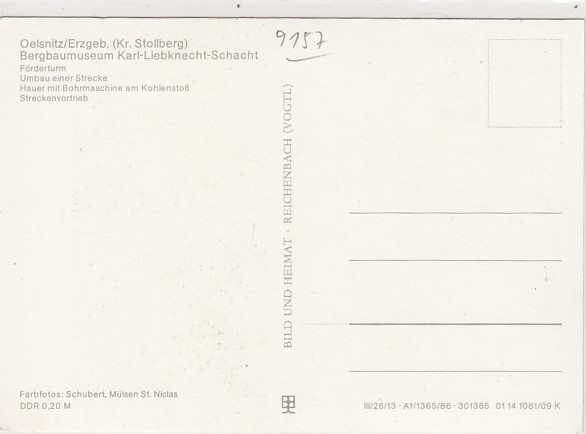 Oelsnitz/Erzgeb. (Kr. Stollberg)
Bergbaumuseum Karl-Liebknecht-Schacht
Förderturm
Umbau einer Strecke
Hauer mit Bohrmaschine am Kohlenstoß
Streckenvortrieb
9157
BILD UND HEIMAT · REICHENBACH (VOGTL)
Farbfotos: Schubert, Mülsen St. Niclas
DDR 0,20 M
III/26/13 · A1/1365/86 · 301365 01 14 1081/09 K